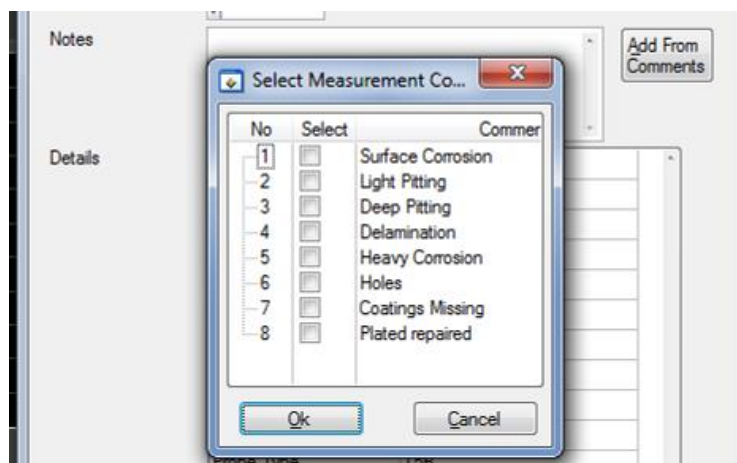 Notes
Add From
Comments
Select Measurement Co...
No Select Commer
1 Surface Corrosion
2 Light Pitting
3 Deep Pitting
Details
4 Delamination
5 Heavy Corrosion
6 Holes
7 Coatings Missing
8 Plated repaired
Ok Cancel